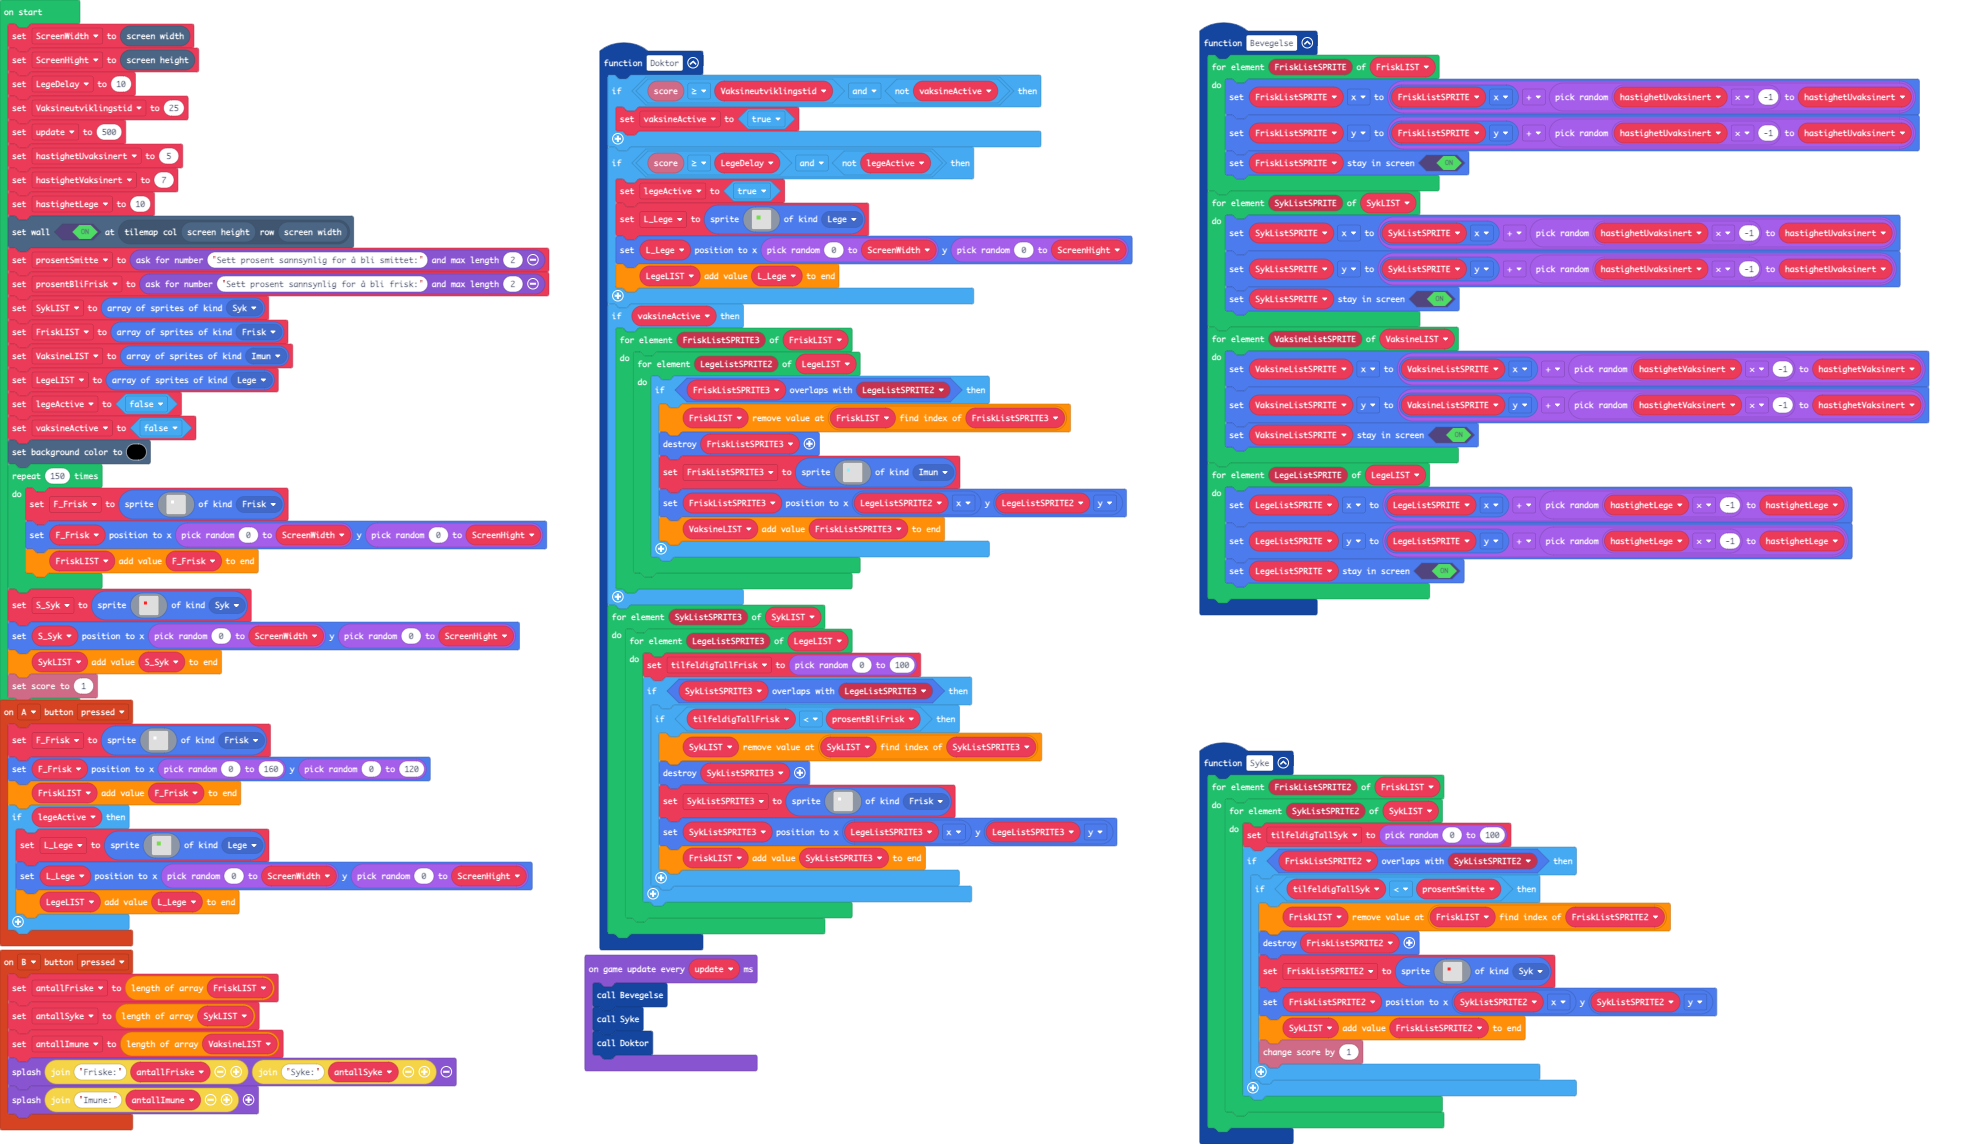 on start
set ScreenWidth to screen width
set ScreenHight to screen height
set LegeDelay to 10
set Vaksineutviklingstid to 25
set update to 500
set hastighetUvaksinert to 5
set hastighetVaksinert to 7
set hastighetLege to 10
set wall ON at tilemap col screen height row screen width
set prosentSmitte to ask for number "Sett prosent sannsynlig for å bli smittet:" and max length 2
set prosentBliFrisk to ask for number "Sett prosent sannsynlig for å bli frisk:" and max length 2
set SykLIST to array of sprites of kind Syk
set FriskLIST to array of sprites of kind Frisk
set VaksineLIST to array of sprites of kind Imun
set LegeLIST to array of sprites of kind Lege
set legeActive to false
set vaksineActive to false
set background color to
repeat 150 times
do
set F_Frisk to sprite of kind Frisk
set F_Frisk position to x pick random 0 to ScreenWidth y pick random 0 to ScreenHight
FriskLIST add value F_Frisk to end
set S_Syk to sprite of kind Syk
set S_Syk position to x pick random 0 to ScreenWidth y pick random 0 to ScreenHight
SykLIST add value S_Syk to end
set score to 1
on A button pressed
set F_Frisk to sprite of kind Frisk
set F_Frisk position to x pick random 0 to 160 y pick random 0 to 120
FriskLIST add value F_Frisk to end
if legeActive then
set L_Lege to sprite of kind Lege
set L_Lege position to x pick random 0 to ScreenWidth y pick random 0 to ScreenHight
LegeLIST add value L_Lege to end
on B button pressed
set antallFriske to length of array FriskLIST
set antallSyke to length of array SykLIST
set antallImune to length of array VaksineLIST
splash join "Friske:" antallFriske join "Syke:" antallSyke
splash join "Imune:" antallImune
function Doktor
if score ≥ Vaksineutviklingstid and not vaksineActive then
set vaksineActive to true
if score ≥ LegeDelay and not legeActive then
set legeActive to true
set L_Lege to sprite of kind Lege
set L_Lege position to x pick random 0 to ScreenWidth y pick random 0 to ScreenHight
LegeLIST add value L_Lege to end
if vaksineActive then
for element FriskListSPRITE3 of FriskLIST
do for element LegeListSPRITE2 of LegeLIST
do if FriskListSPRITE3 overlaps with LegeListSPRITE2 then
FriskLIST remove value at FriskLIST find index of FriskListSPRITE3
destroy FriskListSPRITE3
set FriskListSPRITE3 to sprite of kind Imun
set FriskListSPRITE3 position to x LegeListSPRITE2 x y LegeListSPRITE2 y
VaksineLIST add value FriskListSPRITE3 to end
for element SykListSPRITE3 of SykLIST
do for element LegeListSPRITE3 of LegeLIST
do set tilfeldigTallFrisk to pick random 0 to 100
if SykListSPRITE3 overlaps with LegeListSPRITE3 then
if tilfeldigTallFrisk < prosentBliFrisk then
SykLIST remove value at SykLIST find index of SykListSPRITE3
destroy SykListSPRITE3
set SykListSPRITE3 to sprite of kind Frisk
set SykListSPRITE3 position to x LegeListSPRITE3 x y LegeListSPRITE3 y
FriskLIST add value SykListSPRITE3 to end
on game update every update ms
call Bevegelse
call Syke
call Doktor
function Bevegelse
for element FriskListSPRITE of FriskLIST
do
set FriskListSPRITE x to FriskListSPRITE x + pick random hastighetUvaksinert × -1 to hastighetUvaksinert
set FriskListSPRITE y to FriskListSPRITE y + pick random hastighetUvaksinert × -1 to hastighetUvaksinert
set FriskListSPRITE stay in screen ON
for element SykListSPRITE of SykLIST
do
set SykListSPRITE x to SykListSPRITE x + pick random hastighetUvaksinert × -1 to hastighetUvaksinert
set SykListSPRITE y to SykListSPRITE y + pick random hastighetUvaksinert × -1 to hastighetUvaksinert
set SykListSPRITE stay in screen ON
for element VaksineListSPRITE of VaksineLIST
do
set VaksineListSPRITE x to VaksineListSPRITE x + pick random hastighetVaksinert × -1 to hastighetVaksinert
set VaksineListSPRITE y to VaksineListSPRITE y + pick random hastighetVaksinert × -1 to hastighetVaksinert
set VaksineListSPRITE stay in screen ON
for element LegeListSPRITE of LegeLIST
do
set LegeListSPRITE x to LegeListSPRITE x + pick random hastighetLege × -1 to hastighetLege
set LegeListSPRITE y to LegeListSPRITE y + pick random hastighetLege × -1 to hastighetLege
set LegeListSPRITE stay in screen ON
function Syke
for element FriskListSPRITE2 of FriskLIST
do for element SykListSPRITE2 of SykLIST
do set tilfeldigTallSyk to pick random 0 to 100
if FriskListSPRITE2 overlaps with SykListSPRITE2 then
if tilfeldigTallSyk < prosentSmitte then
FriskLIST remove value at FriskLIST find index of FriskListSPRITE2
destroy FriskListSPRITE2
set FriskListSPRITE2 to sprite of kind Syk
set FriskListSPRITE2 position to x SykListSPRITE2 x y SykListSPRITE2 y
SykLIST add value FriskListSPRITE2 to end
change score by 1